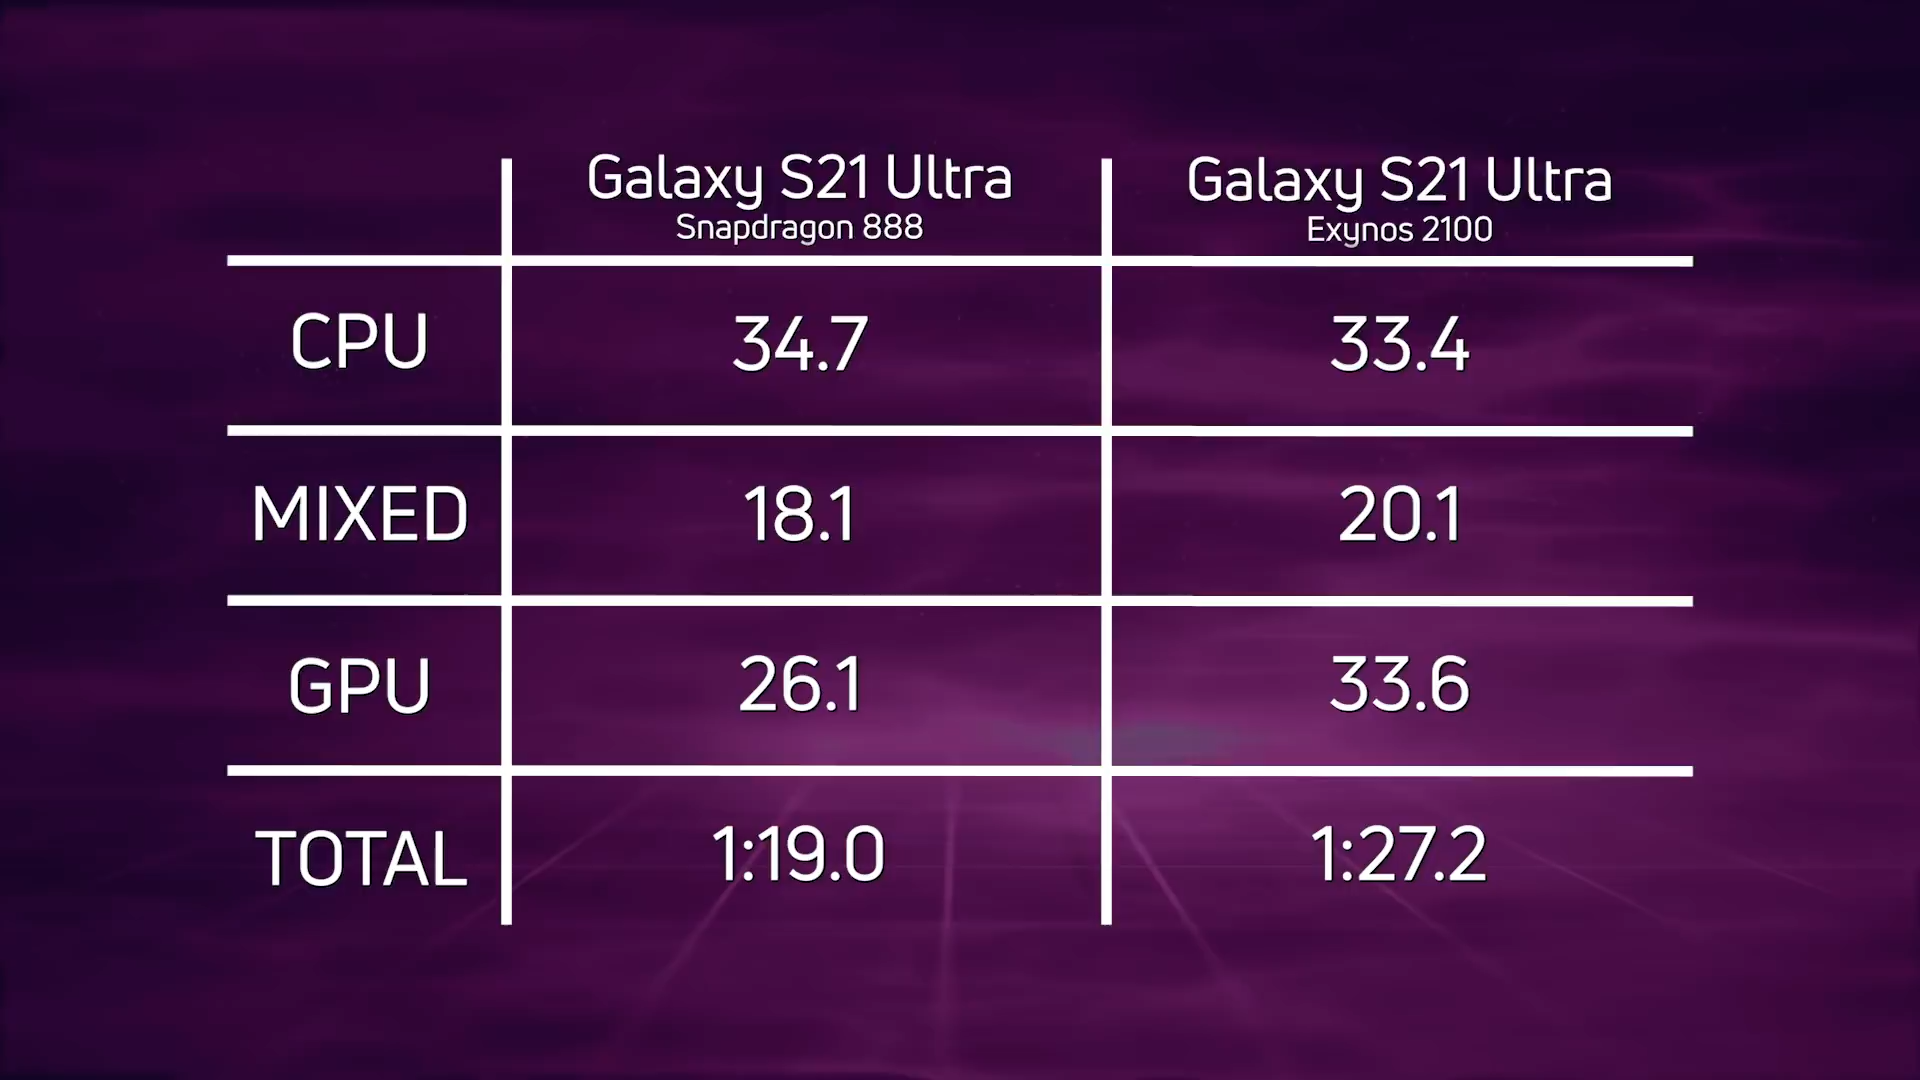 Galaxy S21 Ultra
Snapdragon 888
Galaxy S21 Ultra
Exynos 2100
CPU 34.7 33.4
MIXED 18.1 20.1
GPU 26.1 33.6
TOTAL 1:19.0 1:27.2